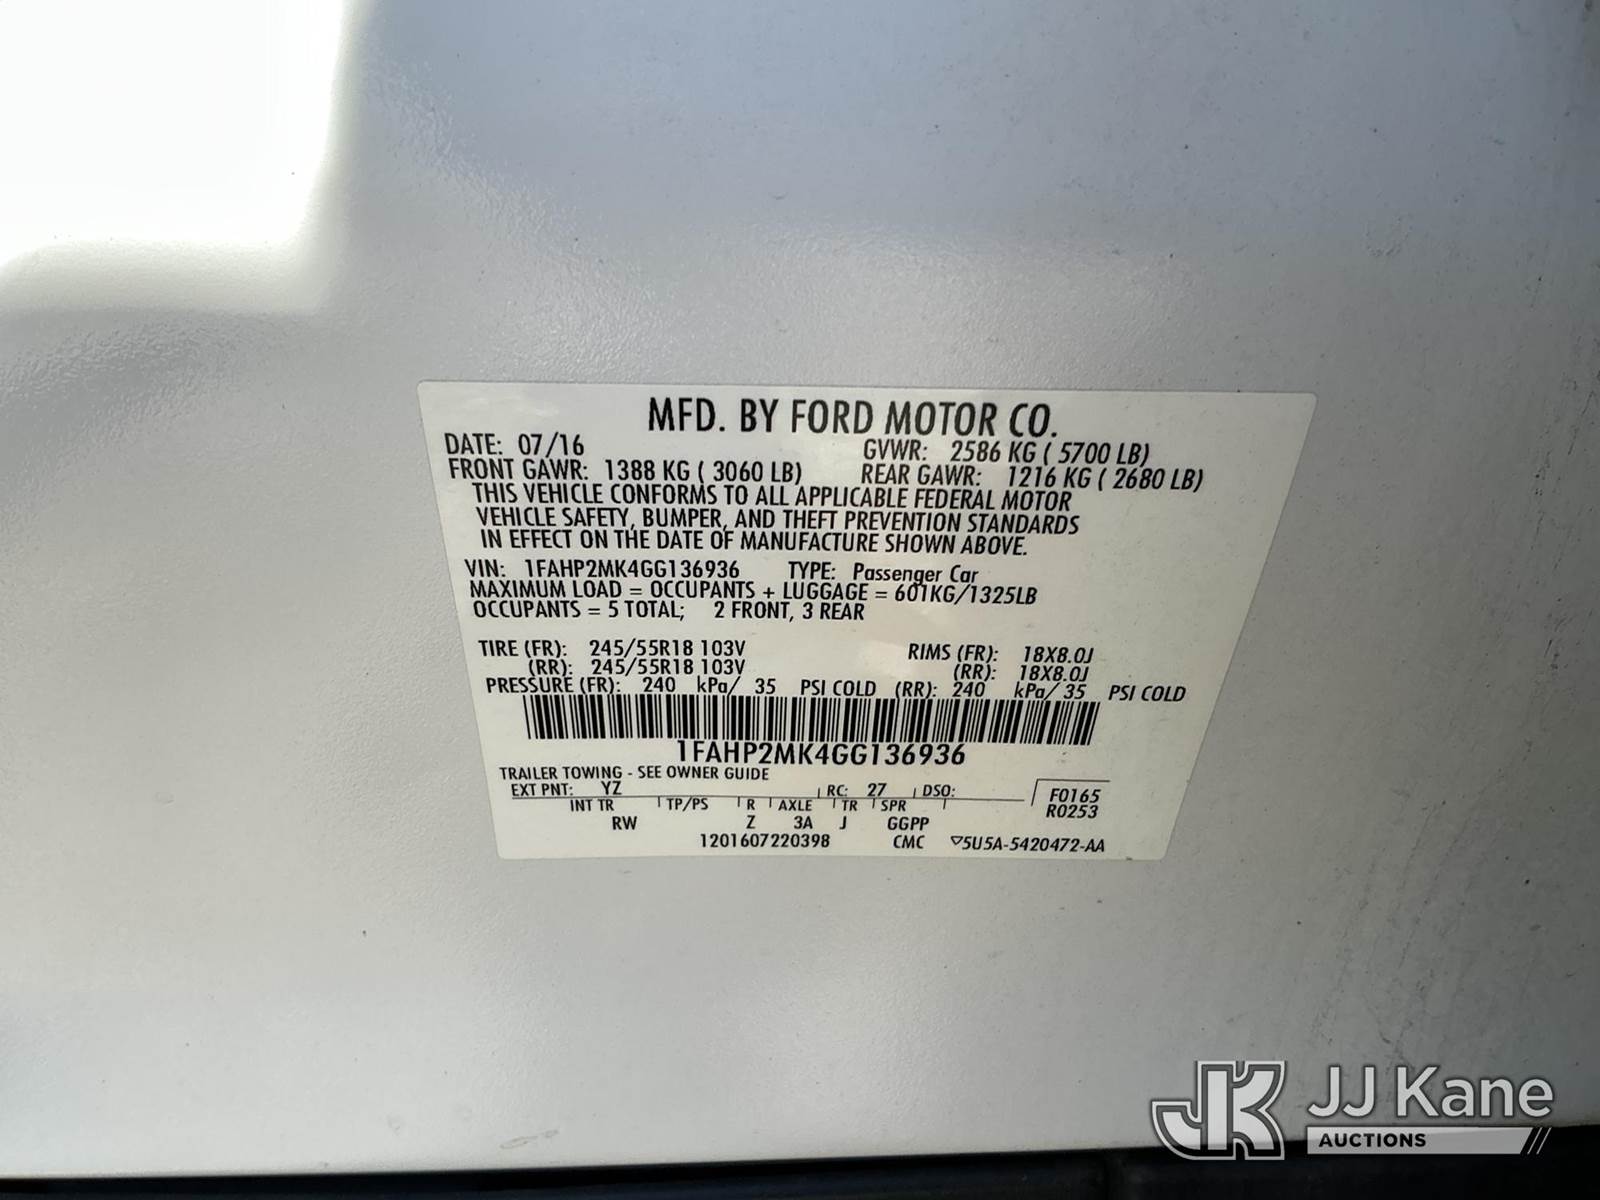 MFD. BY FORD MOTOR CO.
DATE: 07/16 GVWR: 2586 KG ( 5700 LB)
FRONT GAWR: 1388 KG ( 3060 LB) REAR GAWR: 1216 KG ( 2680 LB)
THIS VEHICLE CONFORMS TO ALL APPLICABLE FEDERAL MOTOR
VEHICLE SAFETY, BUMPER, AND THEFT PREVENTION STANDARDS
IN EFFECT ON THE DATE OF MANUFACTURE SHOWN ABOVE.
VIN: 1FAHP2MK4GG136936 TYPE: Passenger Car
MAXIMUM LOAD = OCCUPANTS + LUGGAGE = 601KG/1325LB
OCCUPANTS = 5 TOTAL; 2 FRONT, 3 REAR
TIRE (FR): 245/55R18 103V RIMS (FR): 18X8.0J
(RR): 245/55R18 103V (RR): 18X8.0J
PRESSURE (FR): 240 kPa/ 35 PSI COLD (RR): 240 kPa/ 35 PSI COLD
1FAHP2MK4GG136936
TRAILER TOWING - SEE OWNER GUIDE
EXT PNT: YZ RC: 27 DSO: F0165
INT TR TP/PS R AXLE TR SPR R0253
RW Z 3A J GGPP
1201607220398 CMC ▽5U5A-5420472-AA
JK JJ Kane
AUCTIONS